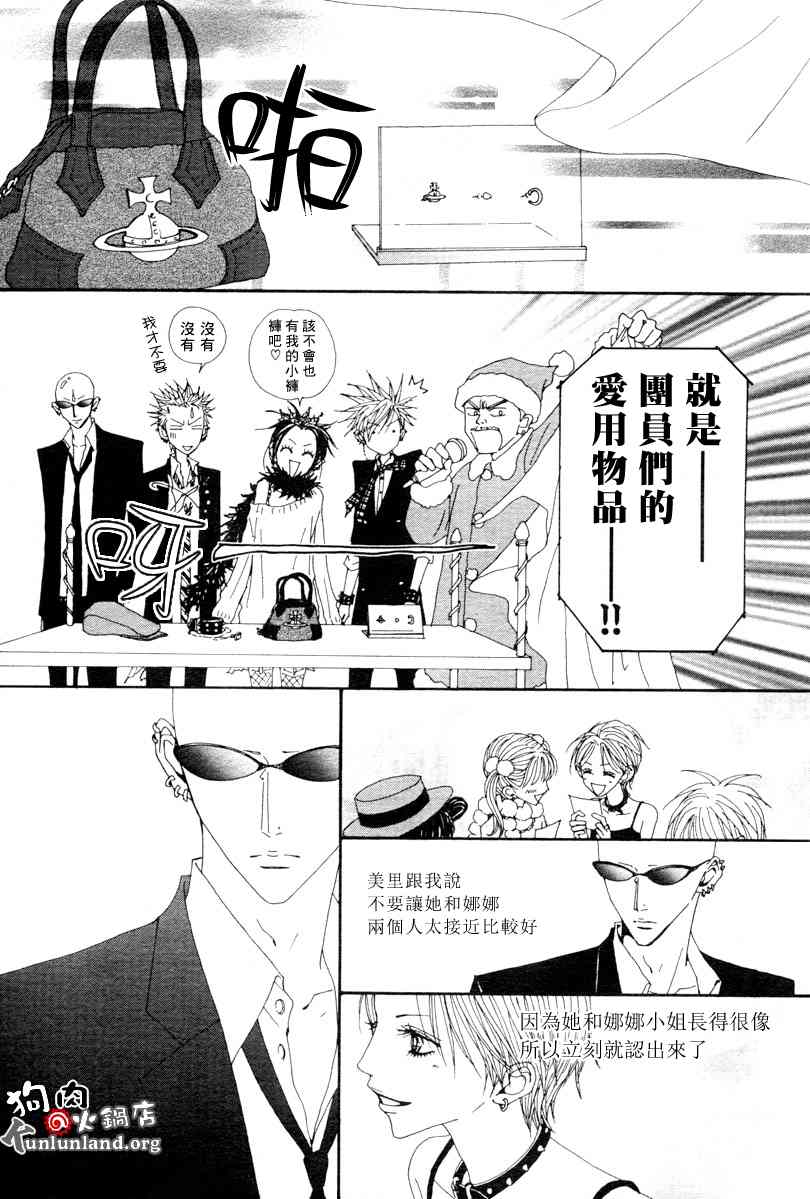 啪
就是——
團員們的
愛用物品——!!
該不會也
有我的小褲
褲吧♡
沒有
沒有
我才不要
呀——
美里跟我說
不要讓她和娜娜
兩個人太接近比較好
因為她和娜娜小姐長得很像
所以立刻就認出來了
狗肉
@火鍋店
Kunlunland.org